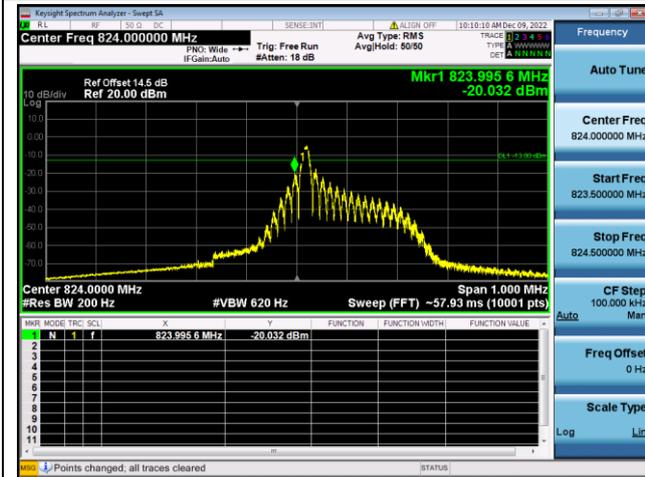 Keysight Spectrum Analyzer - Swept SA
RL RF 50 Ω DC SENSE:INT ALIGN OFF 10:10:10 AM Dec 09, 2022
Center Freq 824.000000 MHz
PNO: Wide
IFGain:Auto
Trig: Free Run
#Atten: 18 dB
Avg Type: RMS
Avg|Hold: 50/50
TRACE 1 2 3 4 5 6
TYPE A WWWWW
DET A NNNNN
Ref Offset 14.5 dB
10 dB/div Ref 20.00 dBm
Log
Mkr1 823.995 6 MHz
-20.032 dBm
10.0
0.00
-10.0
-20.0
-30.0
-40.0
-50.0
-60.0
-70.0
DL1 -13.00 dBm
Center 824.0000 MHz Span 1.000 MHz
#Res BW 200 Hz #VBW 620 Hz Sweep (FFT) ~57.93 ms (10001 pts)
MKR MODE TRC SCL X Y FUNCTION FUNCTION WIDTH FUNCTION VALUE
1 N 1 f 823.995 6 MHz -20.032 dBm
2
3
4
5
6
7
8
9
10
11
MSG Points changed; all traces cleared STATUS
Frequency
Auto Tune
Center Freq
824.000000 MHz
Start Freq
823.500000 MHz
Stop Freq
824.500000 MHz
CF Step
100.000 kHz
Auto Man
Freq Offset
0 Hz
Scale Type
Log Lin